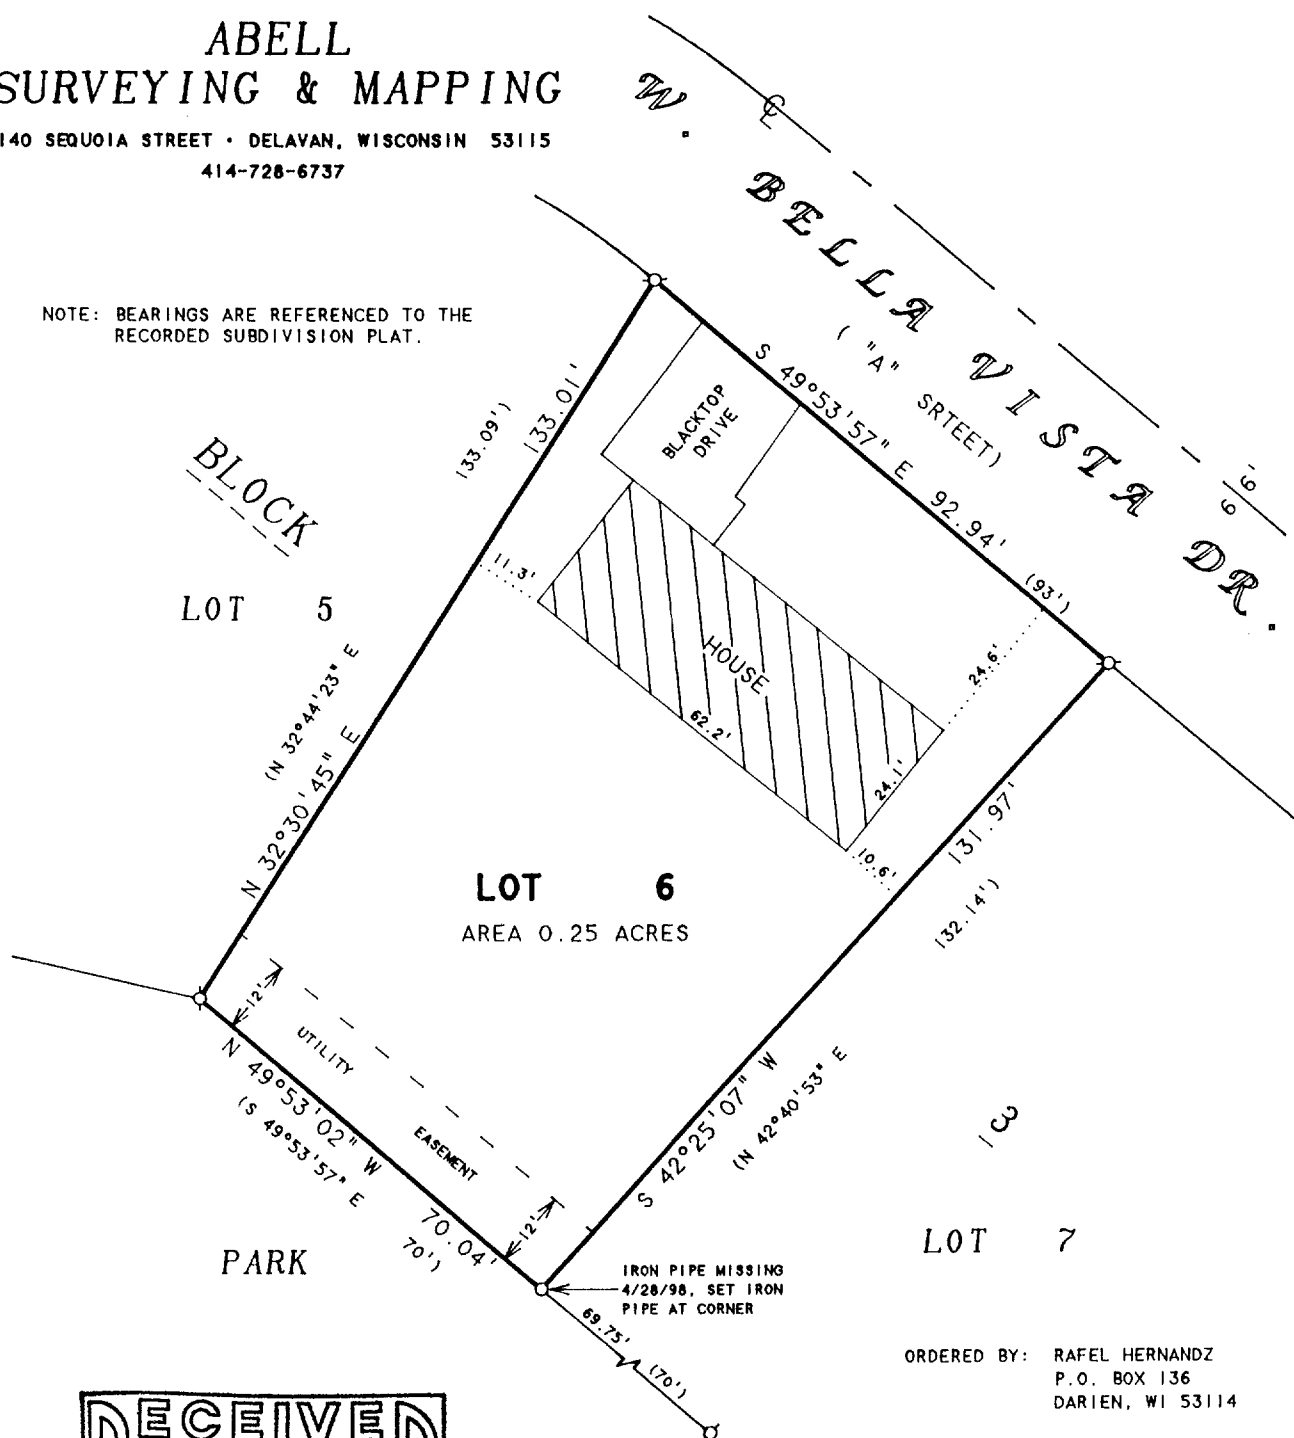 ABELL
SURVEYING & MAPPING
140 SEQUOIA STREET • DELAVAN, WISCONSIN 53115
414-728-6737
NOTE: BEARINGS ARE REFERENCED TO THE
RECORDED SUBDIVISION PLAT.
W. BELLA VISTA DR.
("A" SRTEET)
66'
S 49°53'57" E 92.94'
(93')
133.01'
(133.09')
BLACKTOP
DRIVE
BLOCK
LOT 5
11.3'
HOUSE
62.2'
24.6'
24.1'
10.6'
(N 32°44'23" E
N 32°30'45" E
131.97'
132.14')
LOT 6
AREA 0.25 ACRES
12'
UTILITY
EASEMENT
12'
N 49°53'02" W
(S 49°53'57" E
70.04'
70')
S 42°25'07" W
(N 42°40'53" E
13
LOT 7
PARK
IRON PIPE MISSING
4/28/98, SET IRON
PIPE AT CORNER
69.75'
(70')
ORDERED BY: RAFEL HERNANDZ
P.O. BOX 136
DARIEN, WI 53114
RECEIVED